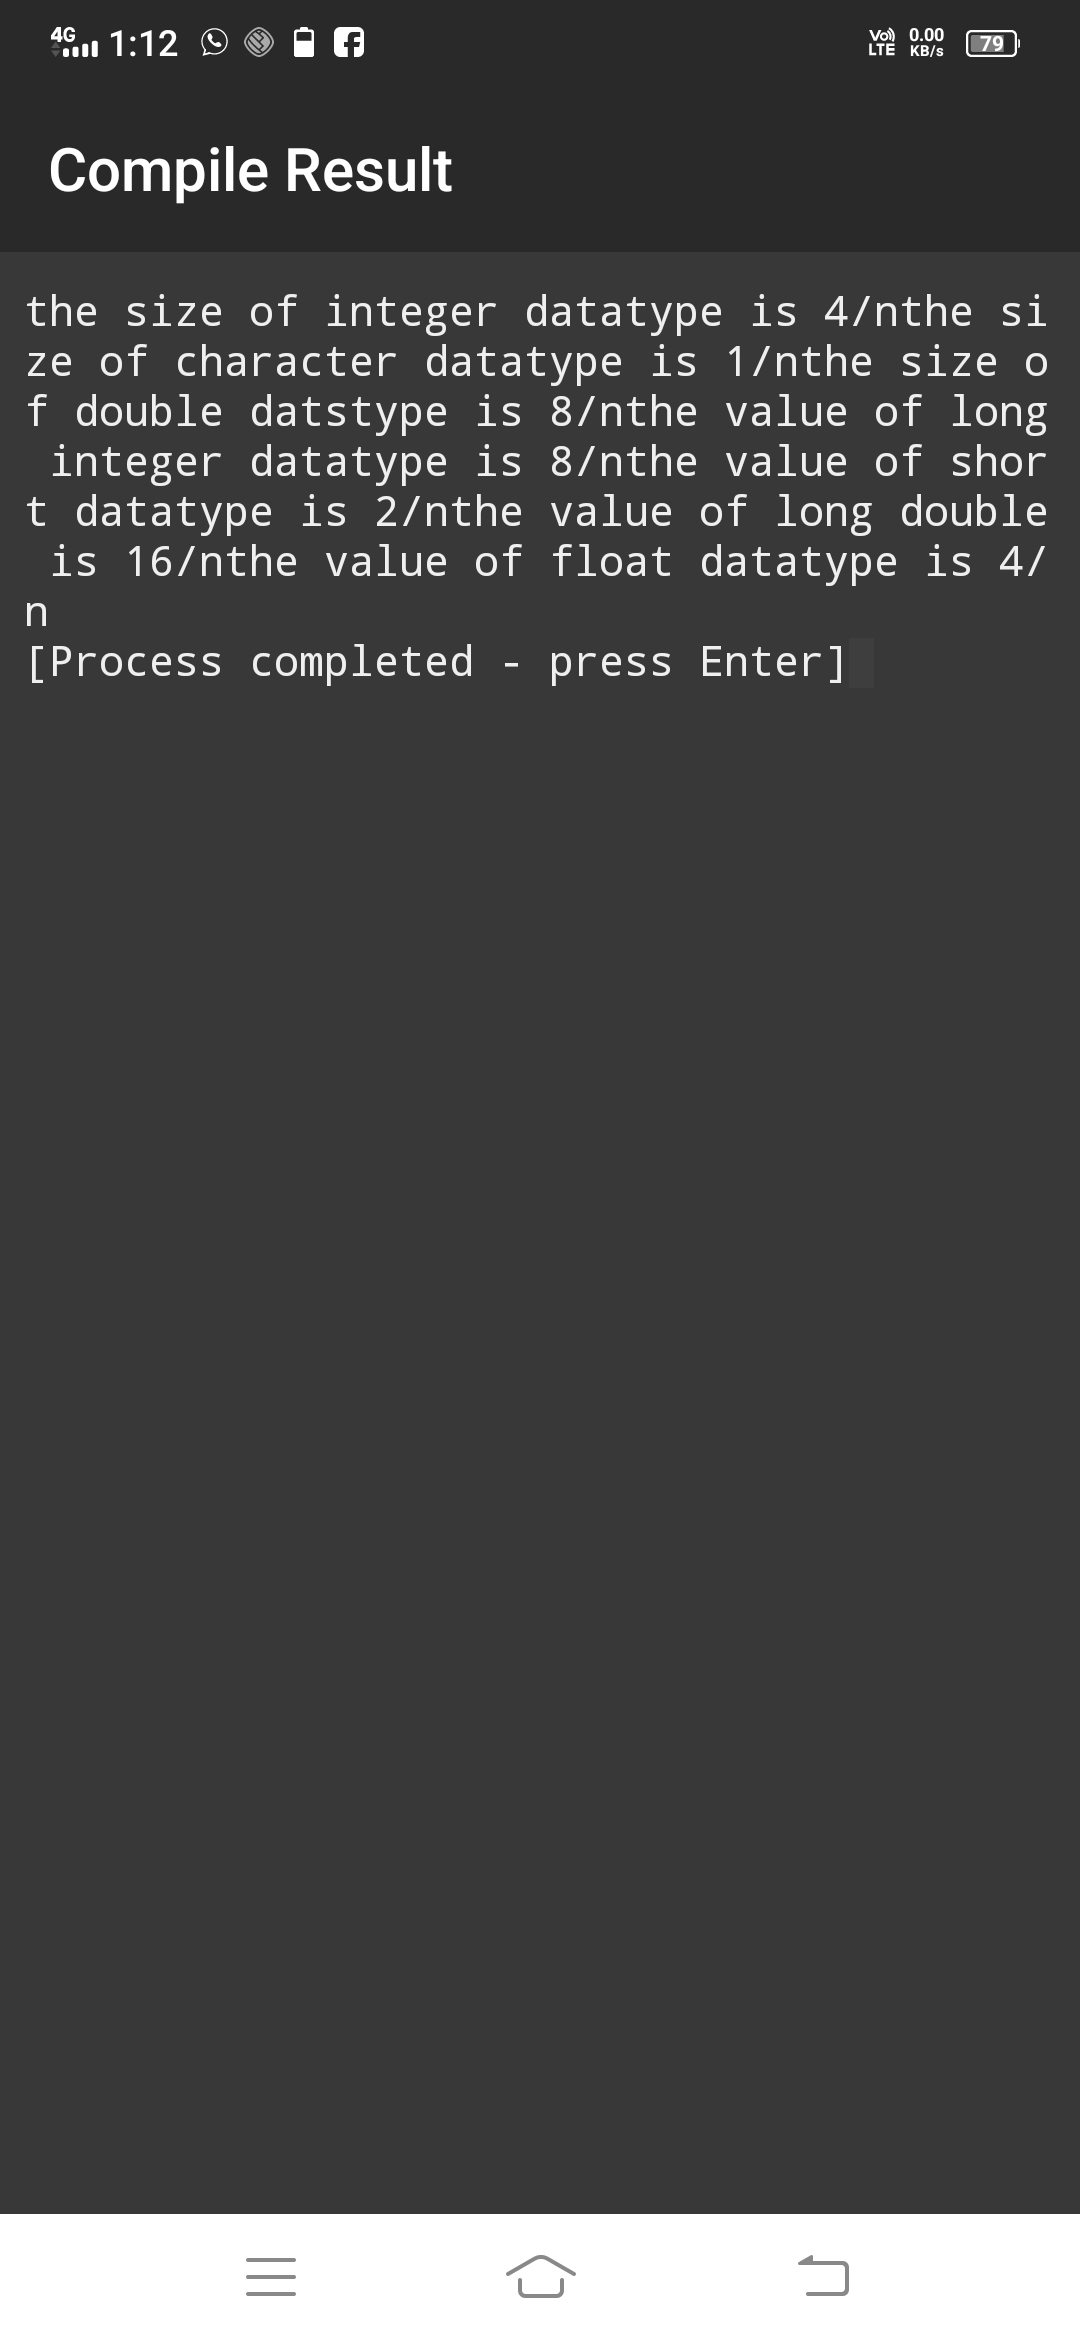 4G 1:12 Vo) LTE 0.00 KB/s 79
Compile Result
the size of integer datatype is 4/nthe si
ze of character datatype is 1/nthe size o
f double datstype is 8/nthe value of long
 integer datatype is 8/nthe value of shor
t datatype is 2/nthe value of long double
 is 16/nthe value of float datatype is 4/
n
[Process completed - press Enter]